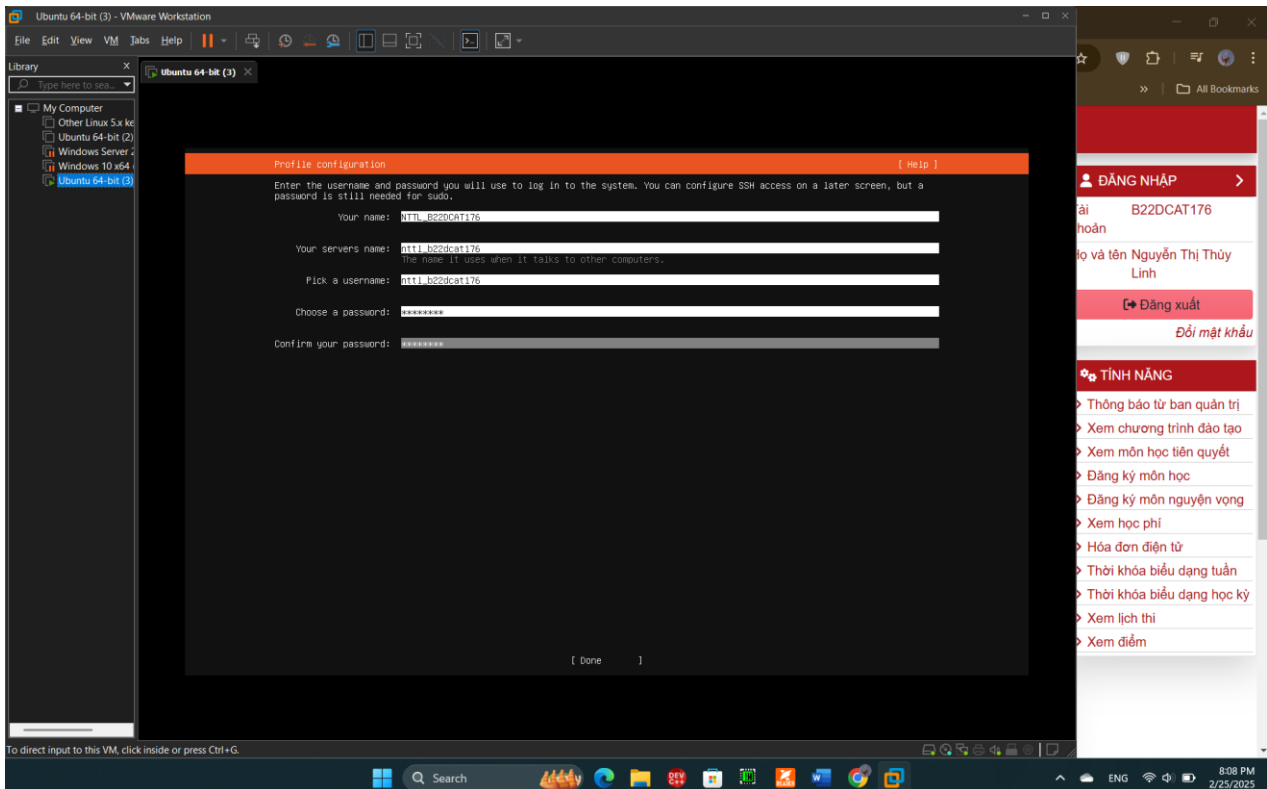 Ubuntu 64-bit (3) - VMware Workstation
File Edit View VM Tabs Help
Library
Type here to sea...
My Computer
Other Linux 5.x ke
Ubuntu 64-bit (2)
Windows Server 2
Windows 10 x64
Ubuntu 64-bit (3)
Ubuntu 64-bit (3)
Profile configuration [ Help ]
Enter the username and password you will use to log in to the system. You can configure SSH access on a later screen, but a
password is still needed for sudo.
Your name: NTTL_B22DCAT176
Your servers name: nttl_b22dcat176
The name it uses when it talks to other computers.
Pick a username: nttl_b22dcat176
Choose a password: ********
Confirm your password: ********
[ Done ]
To direct input to this VM, click inside or press Ctrl+G.
All Bookmarks
ĐĂNG NHẬP
ài B22DCAT176
hoản
ọ và tên Nguyễn Thị Thùy
Linh
Đăng xuất
Đổi mật khẩu
TÍNH NĂNG
Thông báo từ ban quản trị
Xem chương trình đào tạo
Xem môn học tiên quyết
Đăng ký môn học
Đăng ký môn nguyện vọng
Xem học phí
Hóa đơn điện tử
Thời khóa biểu dạng tuần
Thời khóa biểu dạng học kỳ
Xem lịch thi
Xem điểm
Search
DEV
C++
ENG
8:08 PM
2/25/2025